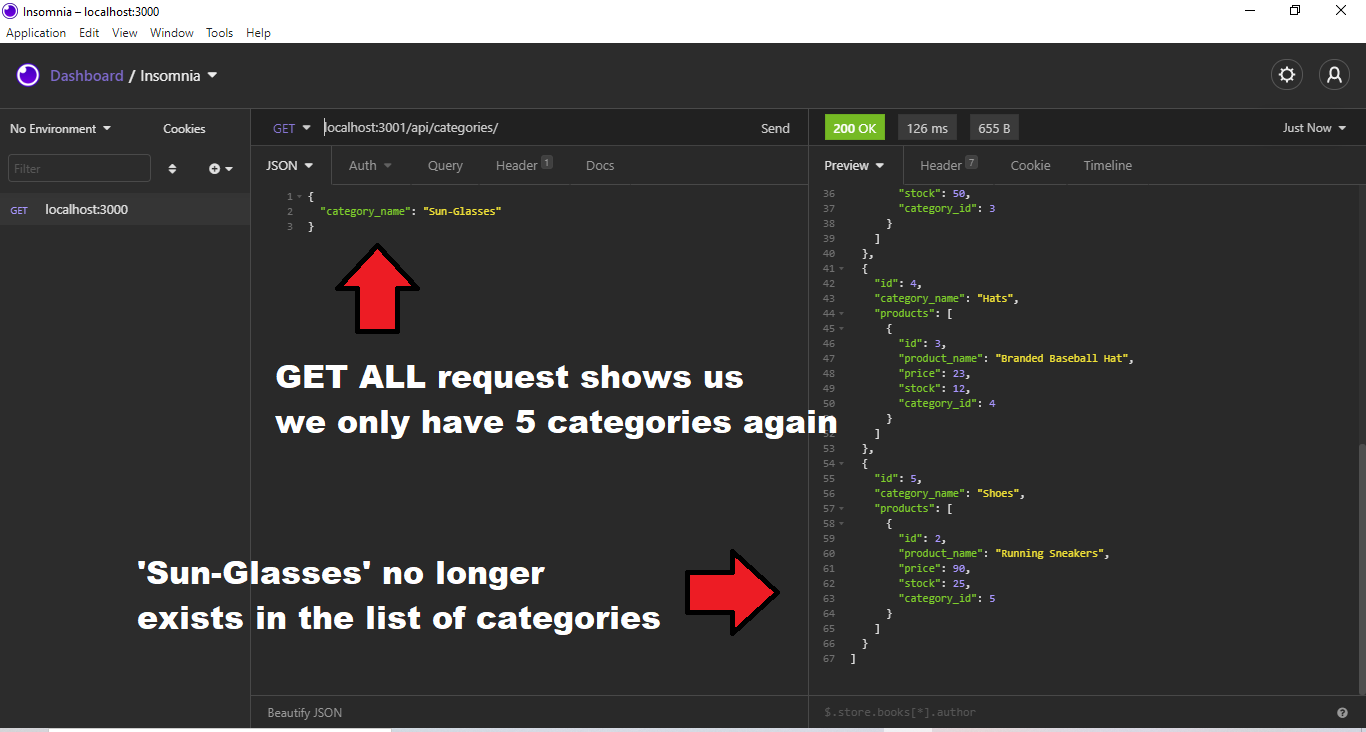 Insomnia – localhost:3000
Application Edit View Window Tools Help
Dashboard / Insomnia
No Environment Cookies
GET localhost:3001/api/categories/ Send
200 OK 126 ms 655 B Just Now
Filter
JSON Auth Query Header 1 Docs
Preview Header 7 Cookie Timeline
GET localhost:3000
1 {
2 "category_name": "Sun-Glasses"
3 }
GET ALL request shows us
we only have 5 categories again
'Sun-Glasses' no longer
exists in the list of categories
36 "stock": 50,
37 "category_id": 3
38 }
39 ]
40 },
41 {
42 "id": 4,
43 "category_name": "Hats",
44 "products": [
45 {
46 "id": 3,
47 "product_name": "Branded Baseball Hat",
48 "price": 23,
49 "stock": 12,
50 "category_id": 4
}
52 ]
53 },
54 {
55 "id": 5,
56 "category_name": "Shoes",
57 "products": [
58 {
59 "id": 2,
60 "product_name": "Running Sneakers",
61 "price": 90,
62 "stock": 25,
63 "category_id": 5
64 }
65 ]
66 }
67 ]
Beautify JSON
$.store.books[*].author